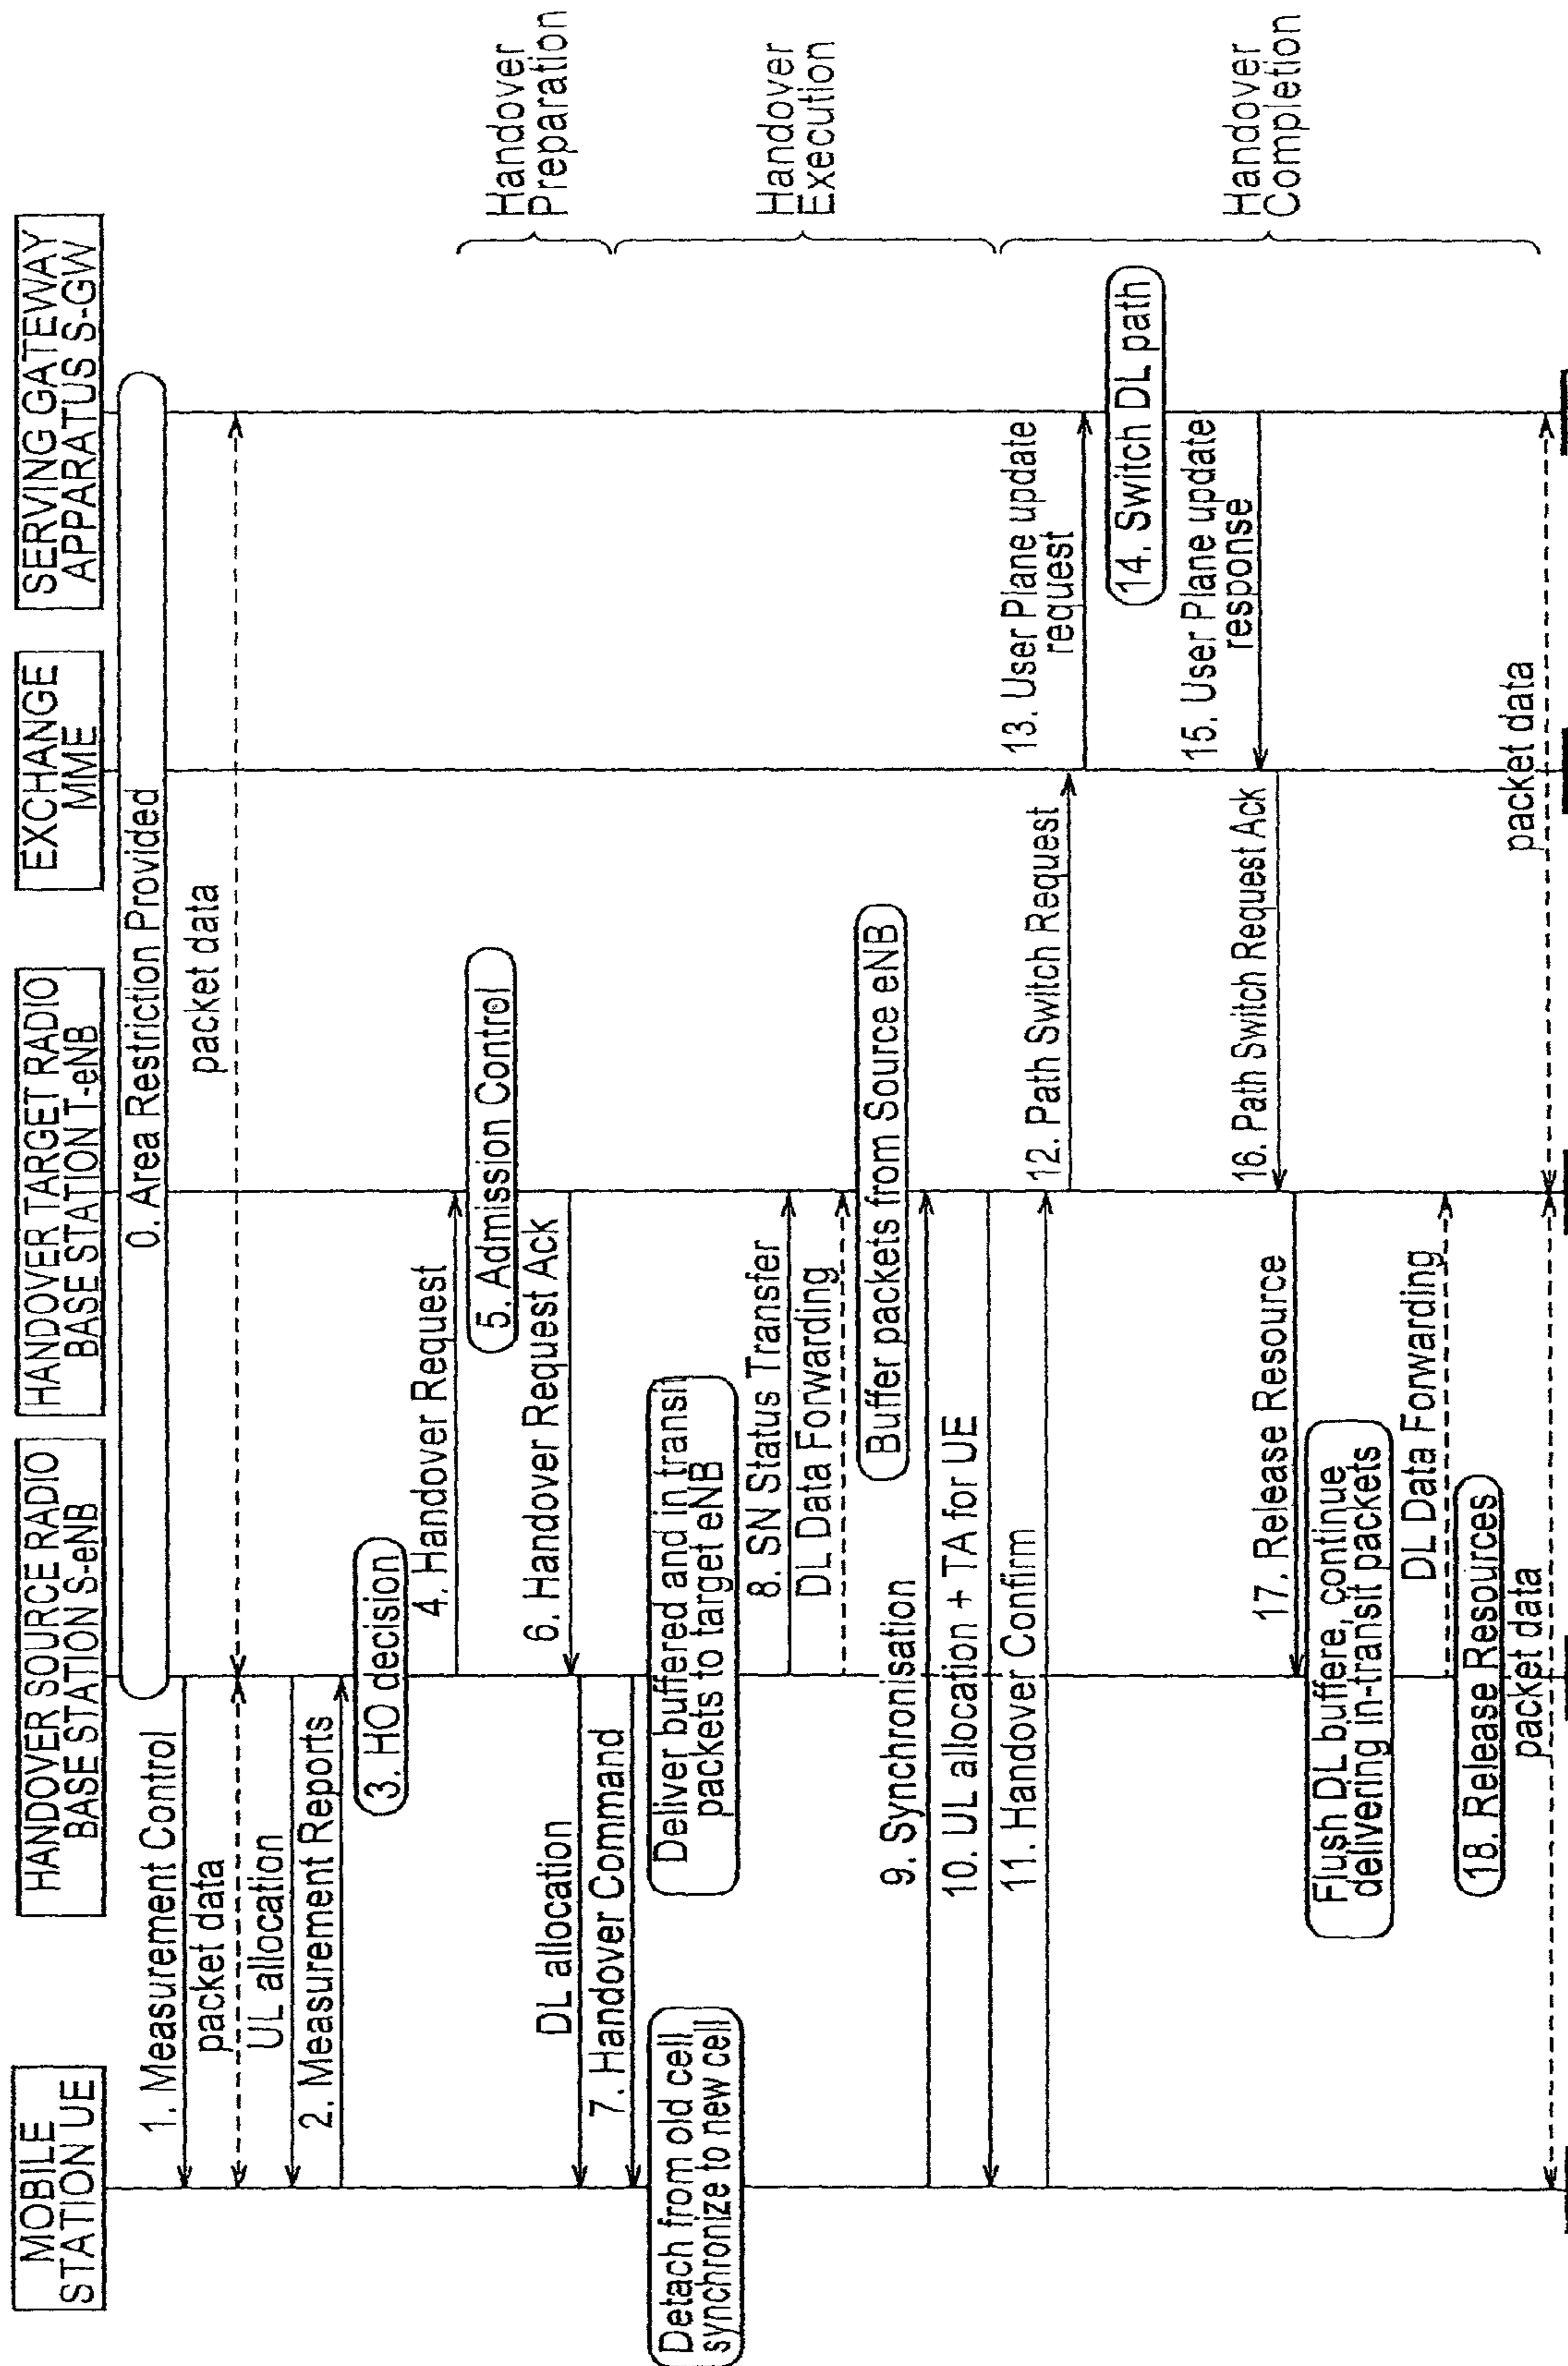 MOBILE
STATION UE
HANDOVER SOURCE RADIO
BASE STATION S-eNB
HANDOVER TARGET RADIO
BASE STATION T-eNB
EXCHANGE
MME
SERVING GATEWAY
APPARATUS S-GW
0. Area Restriction Provided
1. Measurement Control
packet data
packet data
UL allocation
2. Measurement Reports
3. HO decision
4. Handover Request
5. Admission Control
6. Handover Request Ack
Handover
Preparation
DL allocation
7. Handover Command
Detach from old cell
synchronize to new cell
Deliver buffered and in transit
packets to target eNB
8. SN Status Transfer
DL Data Forwarding
Buffer packets from Source eNB
9. Synchronisation
10. UL allocation + TA for UE
Handover
Execution
11. Handover Confirm
12. Path Switch Request
13. User Plane update
request
14. Switch DL path
15. User Plane update
response
16. Path Switch Request Ack
17. Release Resource
Flush DL buffere, continue
delivering in-transit packets
DL Data Forwarding
18. Release Resources
packet data
packet data
Handover
Completion